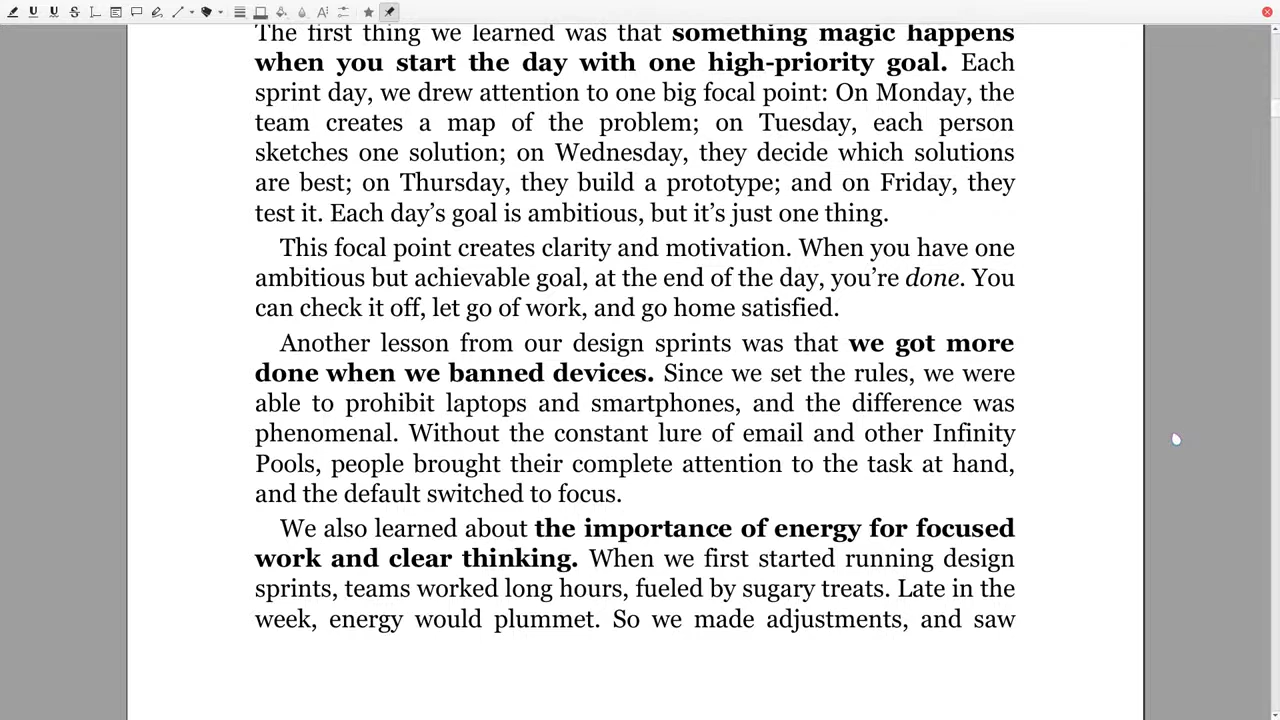 The first thing we learned was that something magic happens
when you start the day with one high-priority goal. Each
sprint day, we drew attention to one big focal point: On Monday, the
team creates a map of the problem; on Tuesday, each person
sketches one solution; on Wednesday, they decide which solutions
are best; on Thursday, they build a prototype; and on Friday, they
test it. Each day’s goal is ambitious, but it’s just one thing.
This focal point creates clarity and motivation. When you have one
ambitious but achievable goal, at the end of the day, you’re done. You
can check it off, let go of work, and go home satisfied.
Another lesson from our design sprints was that we got more
done when we banned devices. Since we set the rules, we were
able to prohibit laptops and smartphones, and the difference was
phenomenal. Without the constant lure of email and other Infinity
Pools, people brought their complete attention to the task at hand,
and the default switched to focus.
We also learned about the importance of energy for focused
work and clear thinking. When we first started running design
sprints, teams worked long hours, fueled by sugary treats. Late in the
week, energy would plummet. So we made adjustments, and saw